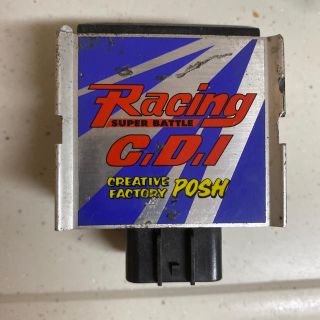 Racing
SUPER BATTLE
C.D.I
CREATIVE
FACTORY POSH